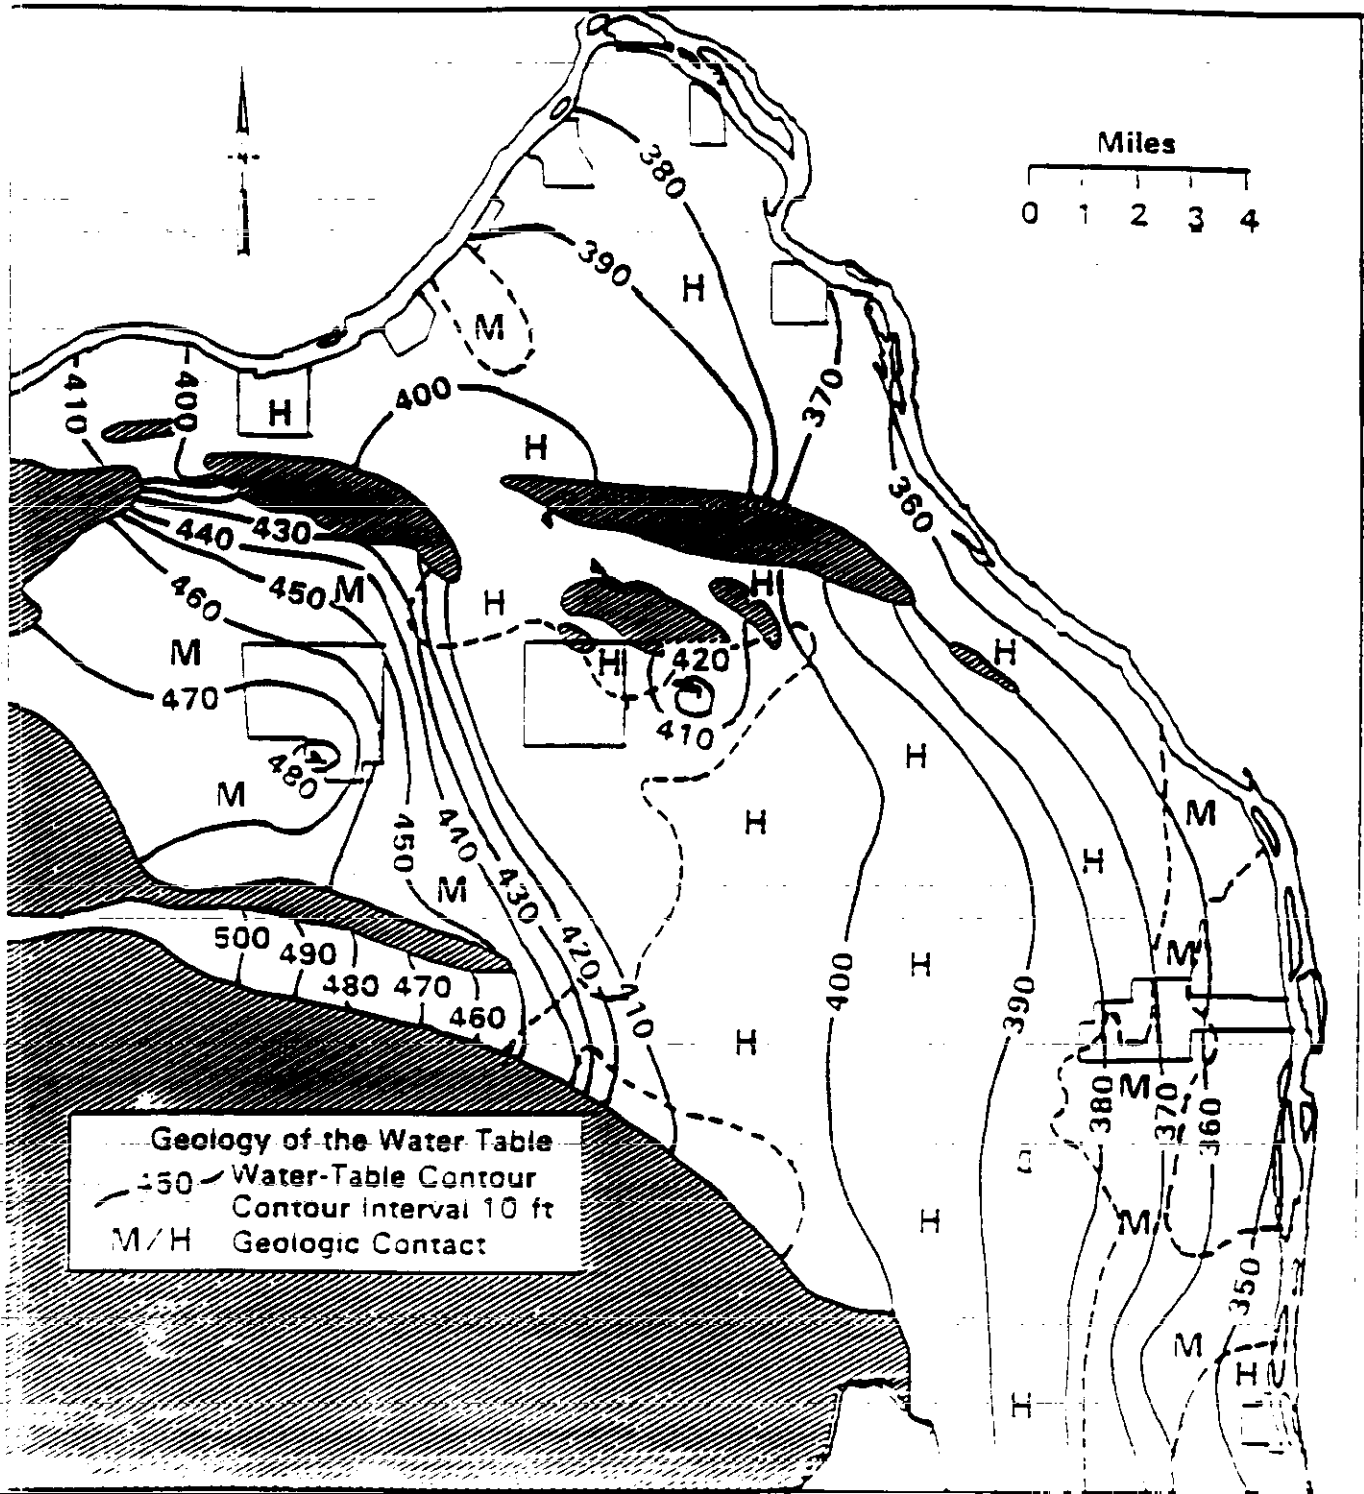 Miles
0 1 2 3 4
380
390
H
M
370
410
400
H
400
H
360
430
440
450
M
460
H
H
M
470
H
420
H
410
480
M
H
H
M
450
440
M
430
H
H
420
500
490
480
470
460
410
400
H
390
M
H
M
380
370
360
Geology of the Water Table
Water-Table Contour
Contour Interval 10 ft
M/H Geologic Contact
H
M
350
M
H
H